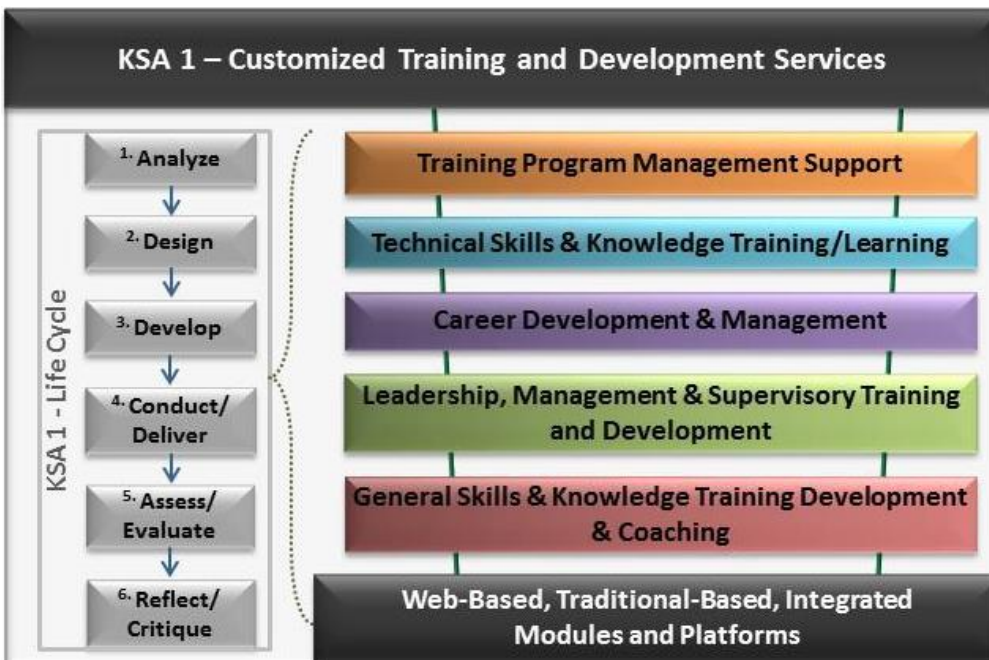 KSA 1 – Customized Training and Development Services
KSA 1 - Life Cycle
1. Analyze
2. Design
3. Develop
4. Conduct/
Deliver
5. Assess/
Evaluate
6. Reflect/
Critique
Training Program Management Support
Technical Skills & Knowledge Training/Learning
Career Development & Management
Leadership, Management & Supervisory Training
and Development
General Skills & Knowledge Training Development
& Coaching
Web-Based, Traditional-Based, Integrated
Modules and Platforms